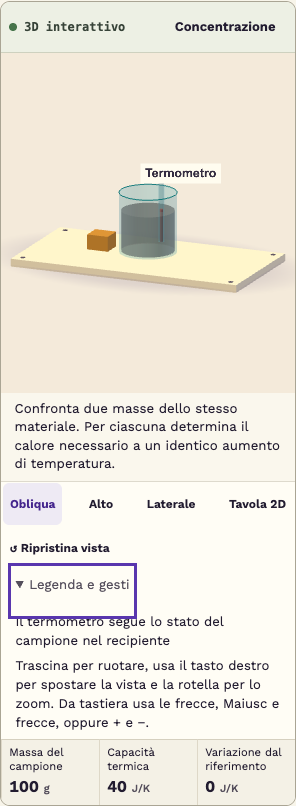 3D interattivo
Concentrazione
Termometro
Confronta due masse dello stesso
materiale. Per ciascuna determina il
calore necessario a un identico aumento
di temperatura.
Obliqua
Alto
Laterale
Tavola 2D
↺ Ripristina vista
▼ Legenda e gesti
Il termometro segue lo stato del
campione nel recipiente
Trascina per ruotare, usa il tasto destro
per spostare la vista e la rotella per lo
zoom. Da tastiera usa le frecce, Maiusc e
frecce, oppure + e −.
Massa del
campione
100 g
Capacità
termica
40 J/K
Variazione dal
riferimento
0 J/K